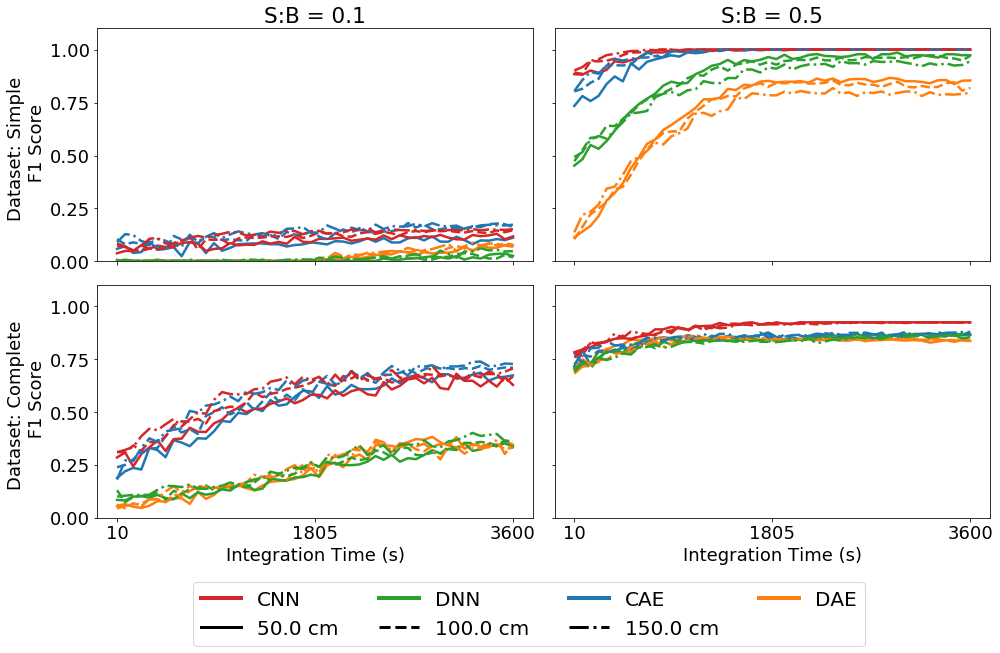 S:B = 0.1
S:B = 0.5
Dataset: Simple
F1 Score
1.00
0.75
0.50
0.25
0.00
Dataset: Complete
F1 Score
1.00
0.75
0.50
0.25
0.00
10 1805 3600
Integration Time (s)
10 1805 3600
Integration Time (s)
CNN DNN CAE DAE
50.0 cm 100.0 cm 150.0 cm